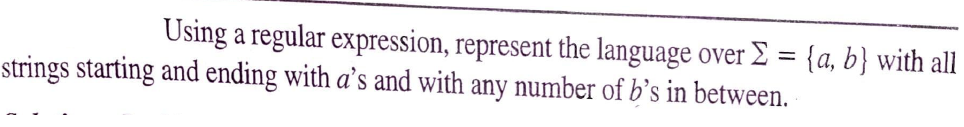 Using a regular expression, represent the language over Σ = {a, b} with all
strings starting and ending with a's and with any number of b's in between.